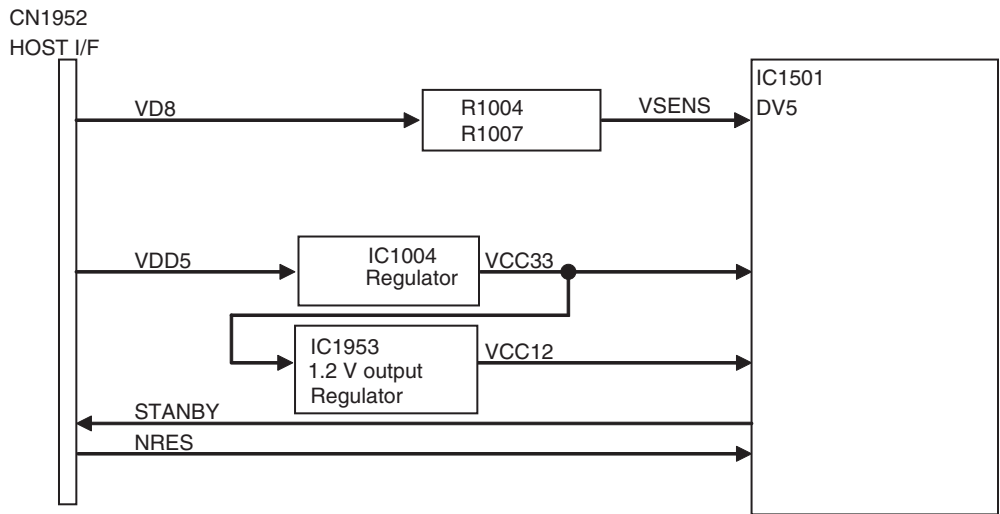 CN1952
HOST I/F
IC1501
DV5
VD8
R1004
R1007
VSENS
VDD5
IC1004
Regulator
VCC33
IC1953
1.2 V output
Regulator
VCC12
STANBY
NRES